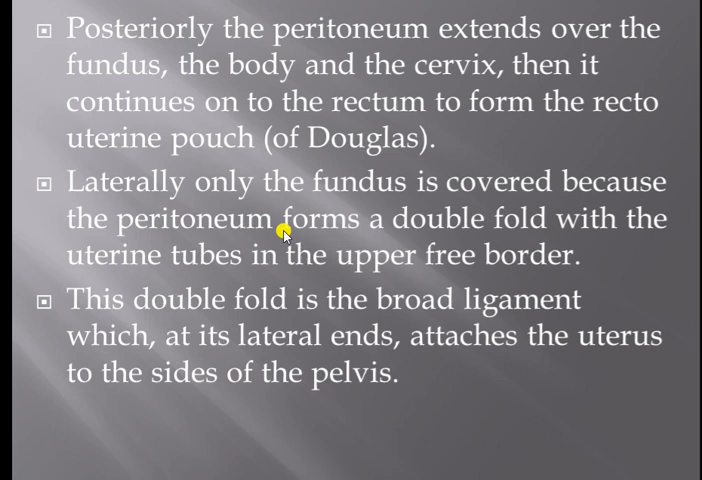 Posteriorly the peritoneum extends over the
fundus, the body and the cervix, then it
continues on to the rectum to form the recto
uterine pouch (of Douglas).
Laterally only the fundus is covered because
the peritoneum forms a double fold with the
uterine tubes in the upper free border.
This double fold is the broad ligament
which, at its lateral ends, attaches the uterus
to the sides of the pelvis.